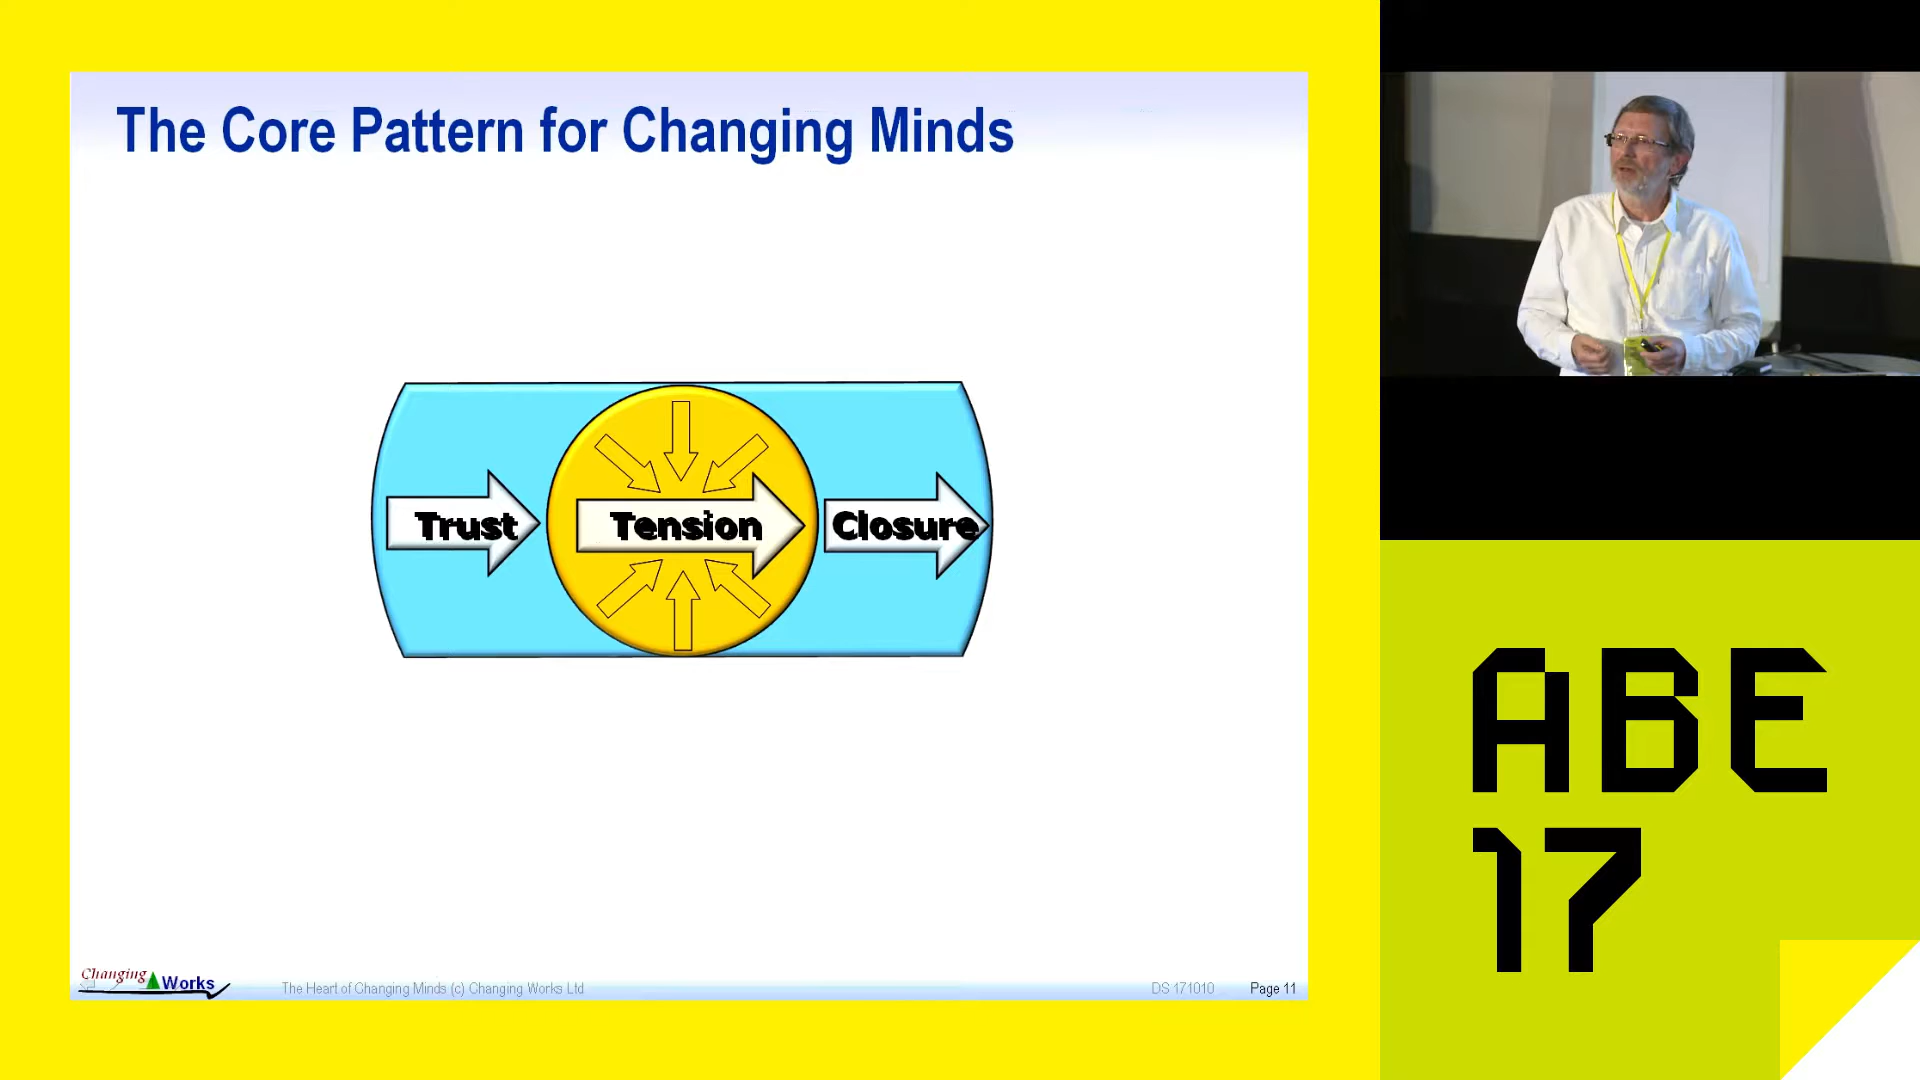 The Core Pattern for Changing Minds
Trust
Tension
Closure
Changing Works
The Heart of Changing Minds (c) Changing Works Ltd
DS 171010
Page 11
ABE
17